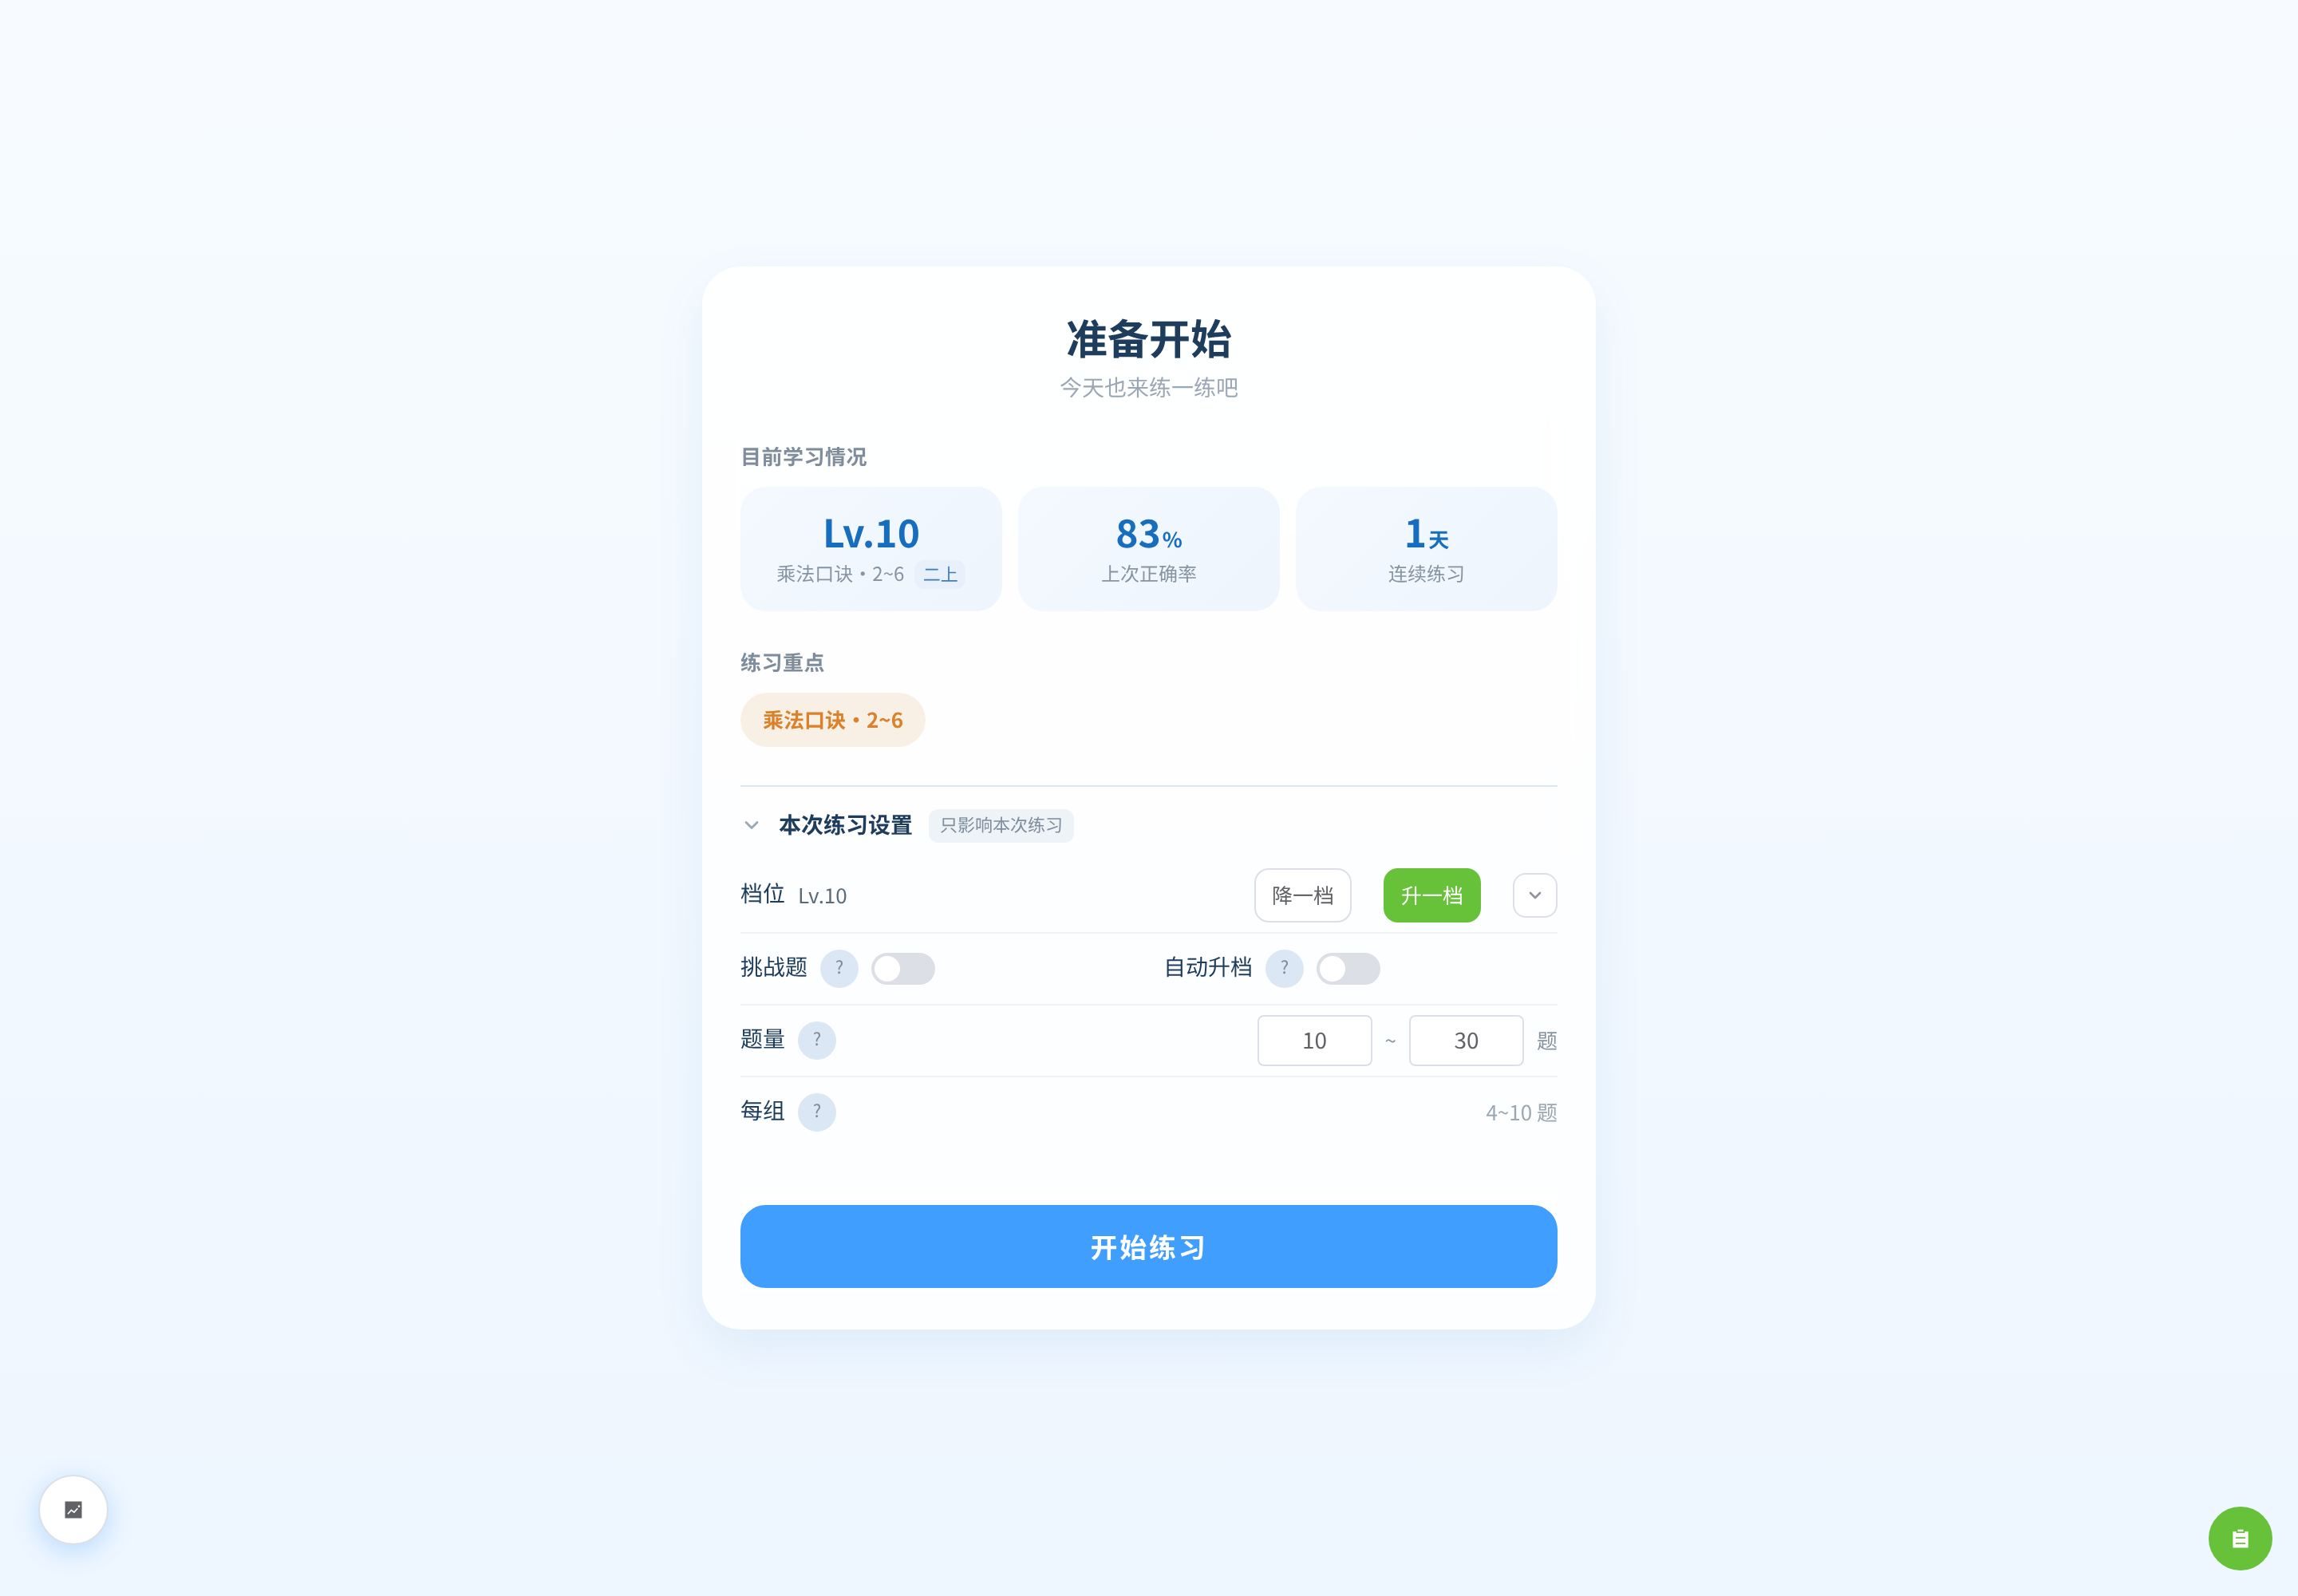 准备开始
今天也来练一练吧
目前学习情况
Lv.10
乘法口诀·2~6 二上
83%
上次正确率
1天
连续练习
练习重点
乘法口诀·2~6
本次练习设置 只影响本次练习
档位 Lv.10 降一档 升一档
挑战题 ? 自动升档 ?
题量 ? 10 ~ 30 题
每组 ? 4~10 题
开始练习